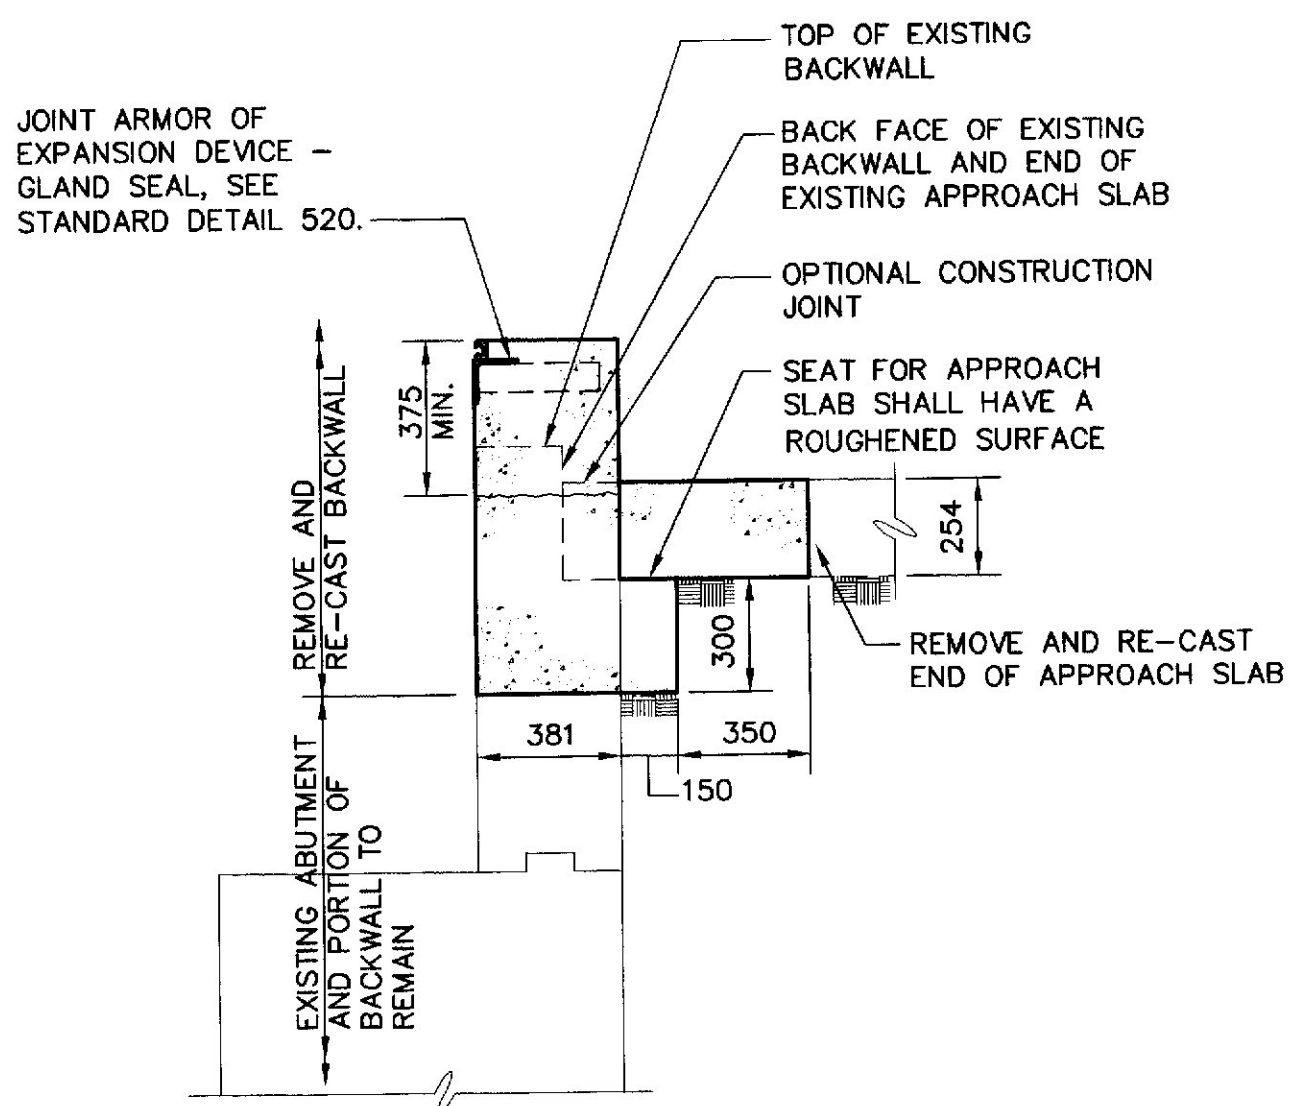 TOP OF EXISTING
BACKWALL
JOINT ARMOR OF
EXPANSION DEVICE –
GLAND SEAL, SEE
STANDARD DETAIL 520.
BACK FACE OF EXISTING
BACKWALL AND END OF
EXISTING APPROACH SLAB
OPTIONAL CONSTRUCTION
JOINT
SEAT FOR APPROACH
SLAB SHALL HAVE A
ROUGHENED SURFACE
375
MIN.
REMOVE AND
RE-CAST BACKWALL
254
300
REMOVE AND RE-CAST
END OF APPROACH SLAB
381
350
150
EXISTING ABUTMENT
AND PORTION OF
BACKWALL TO
REMAIN